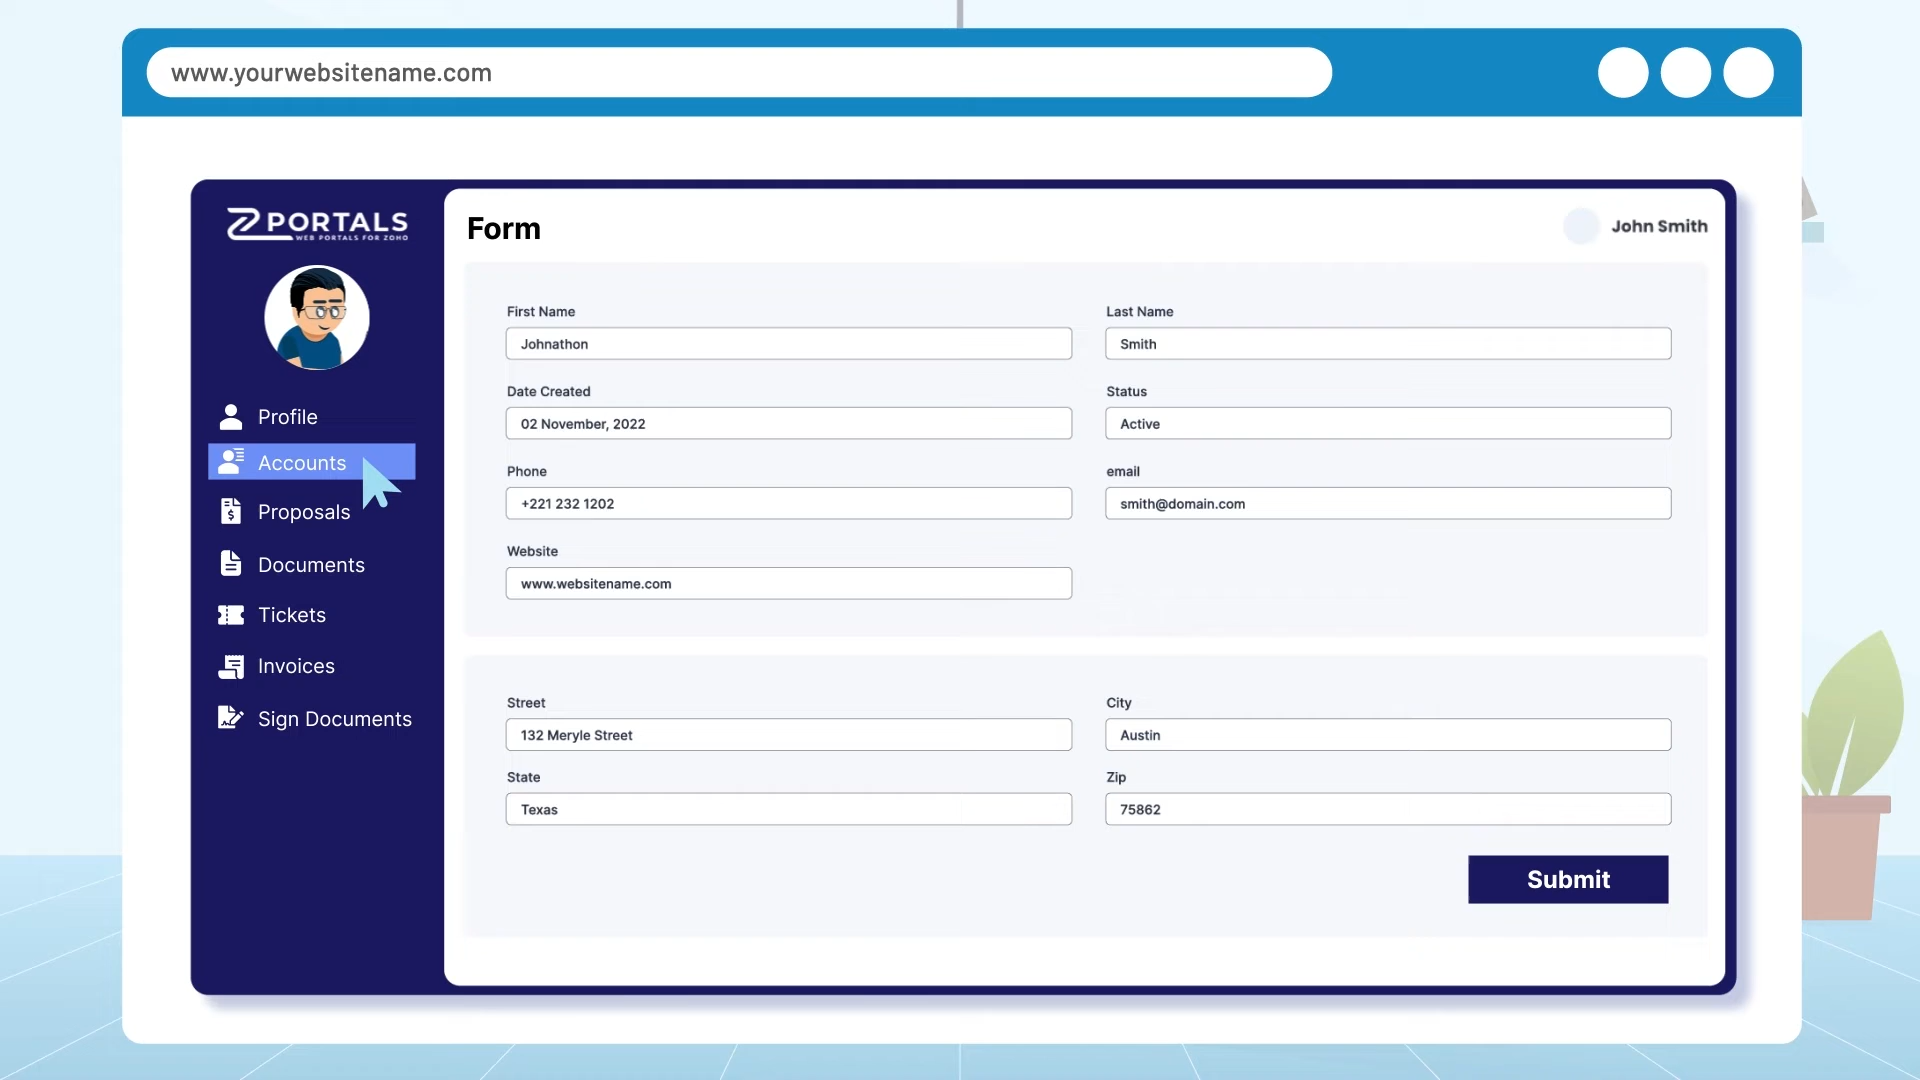 www.yourwebsitename.com
ZPORTALS
WEB PORTALS FOR ZOHO
Profile
Accounts
Proposals
Documents
Tickets
Invoices
Sign Documents
Form
John Smith
First Name
Last Name
Johnathon
Smith
Date Created
Status
02 November, 2022
Active
Phone
email
+221 232 1202
smith@domain.com
Website
www.websitename.com
Street
City
132 Meryle Street
Austin
State
Zip
Texas
75862
Submit